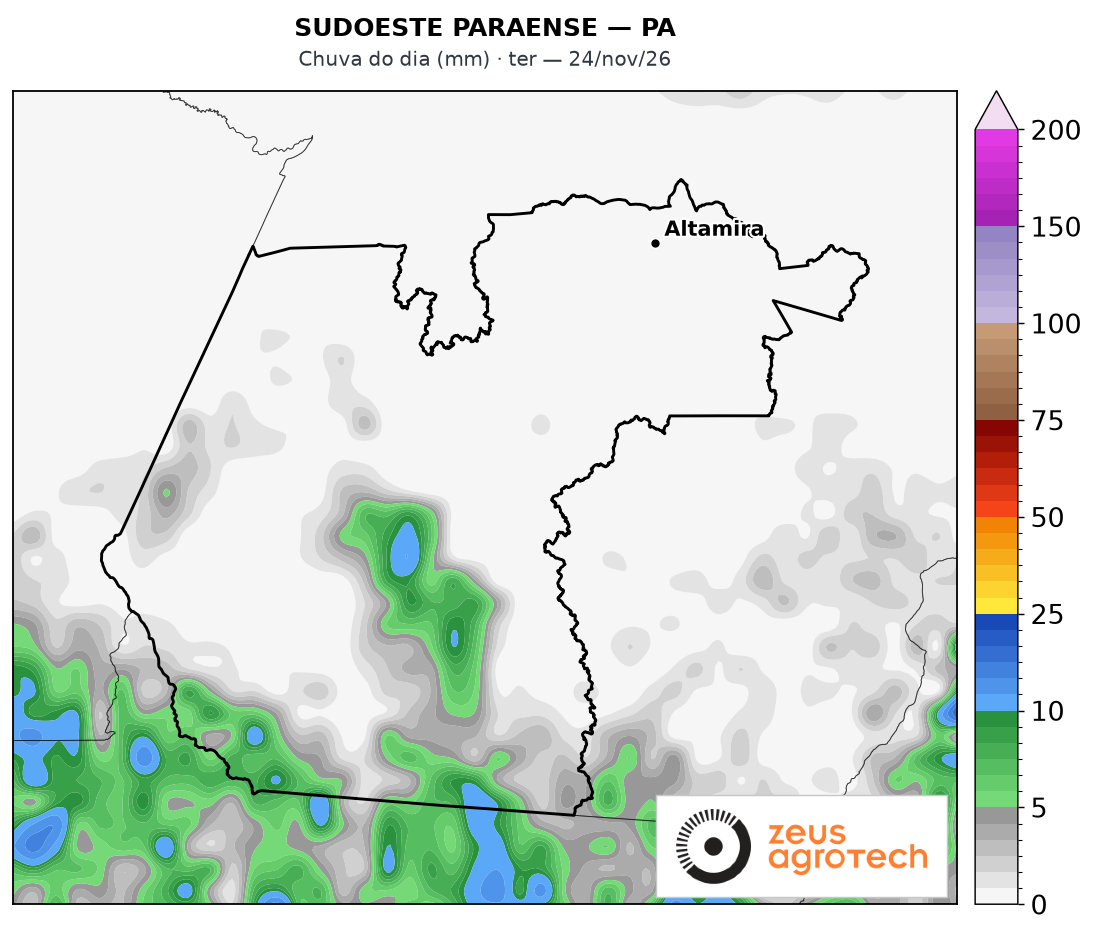 SUDOESTE PARAENSE — PA
Chuva do dia (mm) · ter — 24/nov/26
Altamira
200
150
100
75
50
25
10
5
0
zeus
agrotech